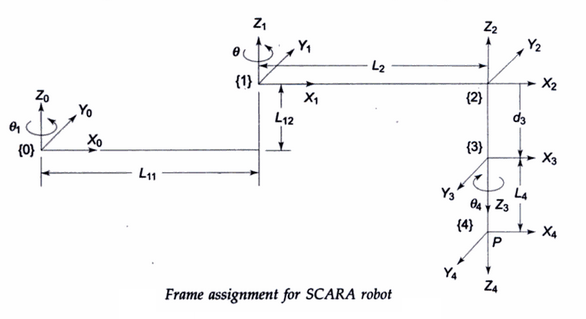 Z₁
Z₂
θ
Y₁
Y₂
L₂
{1}
X₁
{2}
X₂
Z₀
Y₀
θ₁
L₁₂
d₃
{0}
X₀
{3}
X₃
L₁₁
Y₃
θ₄
Z₃
L₄
{4}
P
X₄
Y₄
Z₄
Frame assignment for SCARA robot